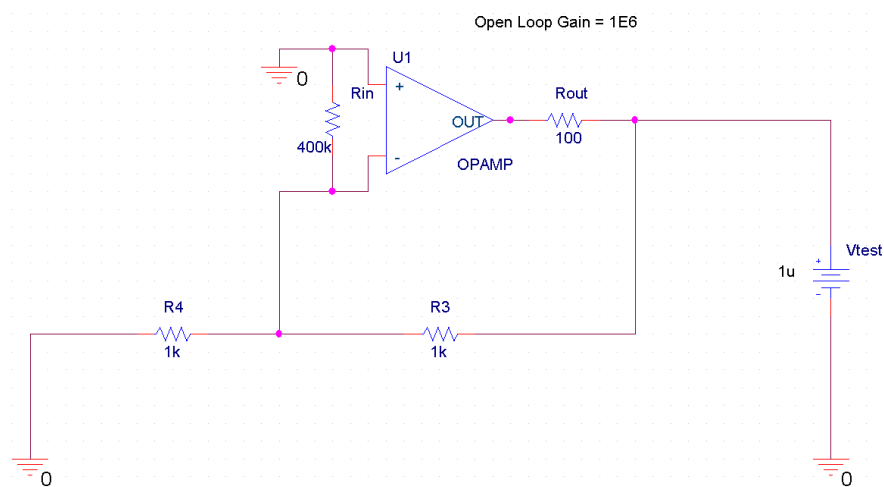 Open Loop Gain = 1E6
U1
0
Rin
+
Rout
OUT
100
400k
-
OPAMP
Vtest
+
1u
-
R4
R3
1k
1k
0
0